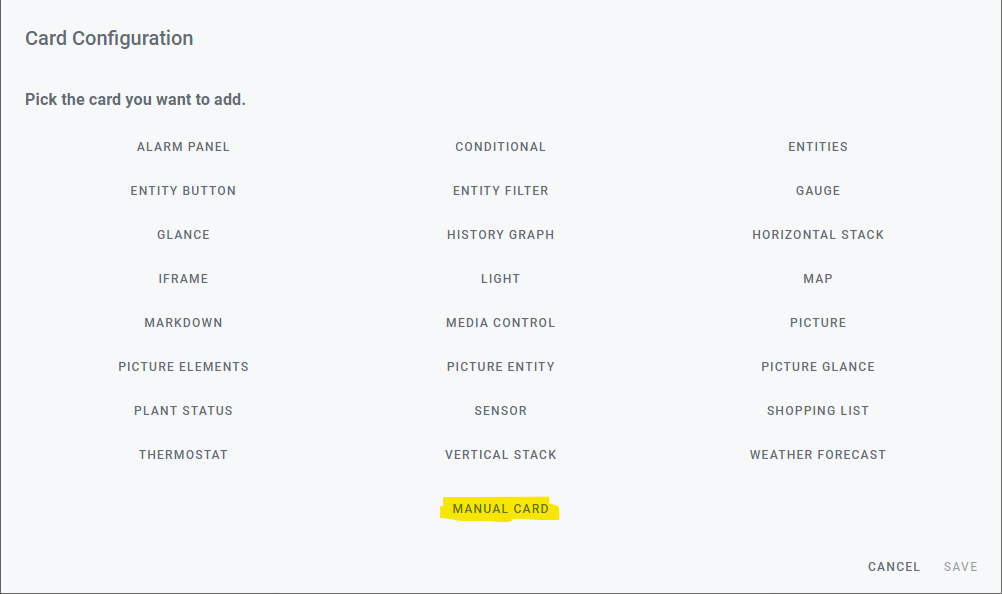 Card Configuration
Pick the card you want to add.
ALARM PANEL CONDITIONAL ENTITIES
ENTITY BUTTON ENTITY FILTER GAUGE
GLANCE HISTORY GRAPH HORIZONTAL STACK
IFRAME LIGHT MAP
MARKDOWN MEDIA CONTROL PICTURE
PICTURE ELEMENTS PICTURE ENTITY PICTURE GLANCE
PLANT STATUS SENSOR SHOPPING LIST
THERMOSTAT VERTICAL STACK WEATHER FORECAST
MANUAL CARD
CANCEL SAVE